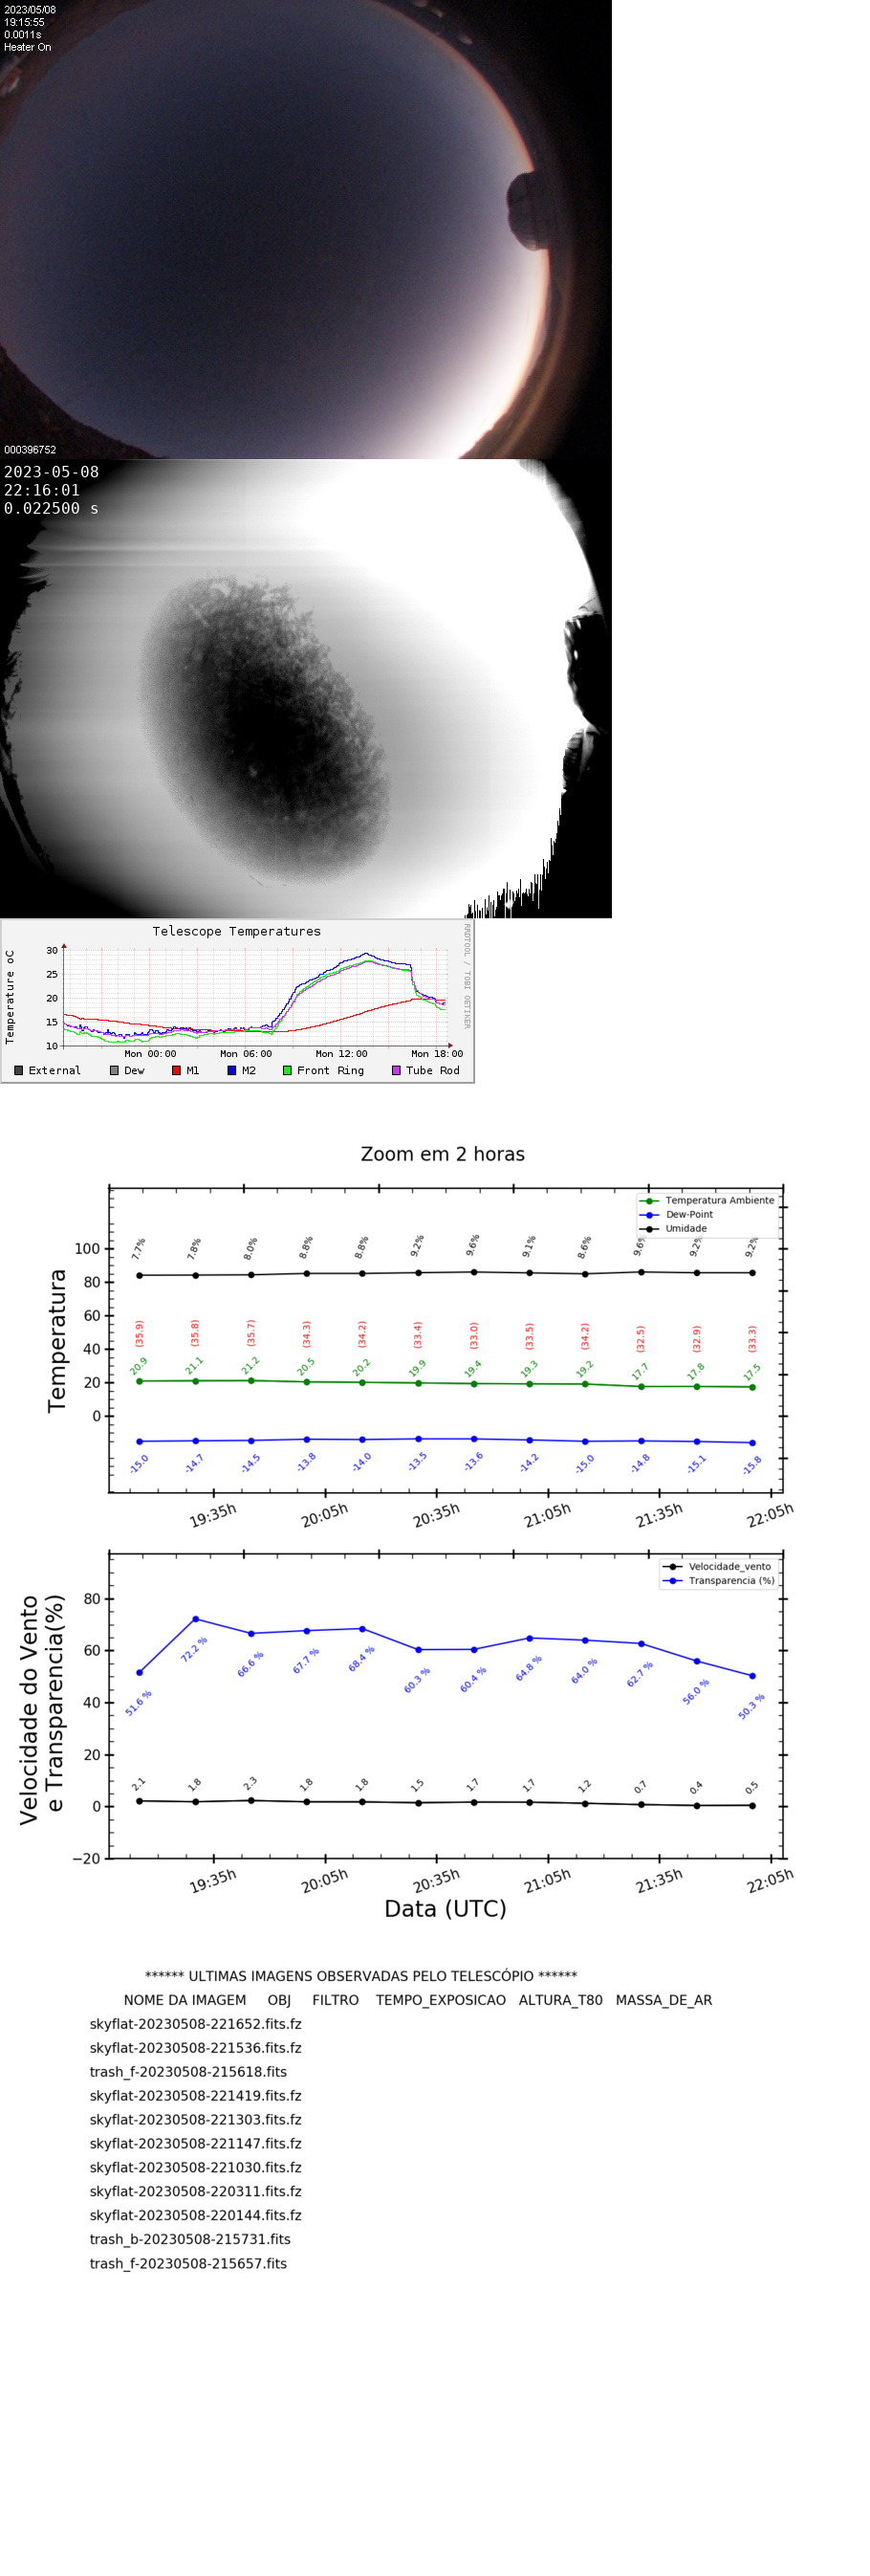 2023/05/08
19:15:55
0.0011s
Heater On
000396752
2023-05-08
22:16:01
0.022500 s
Telescope Temperatures
RRDTOOL / TOBI OETIKER
Temperature oC
30
25
20
15
10
Mon 00:00 Mon 06:00 Mon 12:00 Mon 18:00
External Dew M1 M2 Front Ring Tube Rod
Zoom em 2 horas
Temperatura Ambiente
Dew-Point
Umidade
Temperatura
100
80
60
40
20
0
7.7% 7.8% 8.0% 8.8% 8.8% 9.2% 9.6% 9.1% 8.6% 9.6% 9.2% 9.2%
(35.9) (35.8) (35.7) (34.3) (34.2) (33.4) (33.0) (33.5) (34.2) (32.5) (32.9) (33.3)
20.9 21.1 21.2 20.5 20.2 19.9 19.4 19.3 19.2 17.7 17.8 17.5
-15.0 -14.7 -14.5 -13.8 -14.0 -13.5 -13.6 -14.2 -15.0 -14.8 -15.1 -15.8
19:35h 20:05h 20:35h 21:05h 21:35h 22:05h
Velocidade_vento
Transparencia (%)
Velocidade do Vento
e Transparencia(%)
80
60
40
20
0
−20
51.6 % 72.2 % 66.6 % 67.7 % 68.4 % 60.3 % 60.4 % 64.8 % 64.0 % 62.7 % 56.0 % 50.3 %
2.1 1.8 2.3 1.8 1.8 1.5 1.7 1.7 1.2 0.7 0.4 0.5
19:35h 20:05h 20:35h 21:05h 21:35h 22:05h
Data (UTC)
****** ULTIMAS IMAGENS OBSERVADAS PELO TELESCÓPIO ******
NOME DA IMAGEM OBJ FILTRO TEMPO_EXPOSICAO ALTURA_T80 MASSA_DE_AR
skyflat-20230508-221652.fits.fz
skyflat-20230508-221536.fits.fz
trash_f-20230508-215618.fits
skyflat-20230508-221419.fits.fz
skyflat-20230508-221303.fits.fz
skyflat-20230508-221147.fits.fz
skyflat-20230508-221030.fits.fz
skyflat-20230508-220311.fits.fz
skyflat-20230508-220144.fits.fz
trash_b-20230508-215731.fits
trash_f-20230508-215657.fits